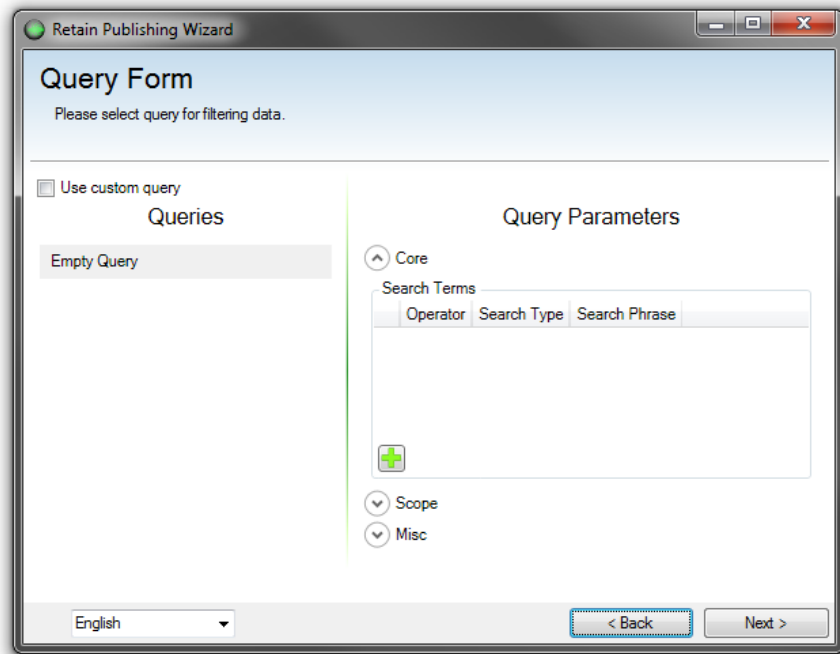 Retain Publishing Wizard
Query Form
Please select query for filtering data.
Use custom query
Queries
Empty Query
Query Parameters
Core
Search Terms
Operator Search Type Search Phrase
Scope
Misc
English
< Back Next >